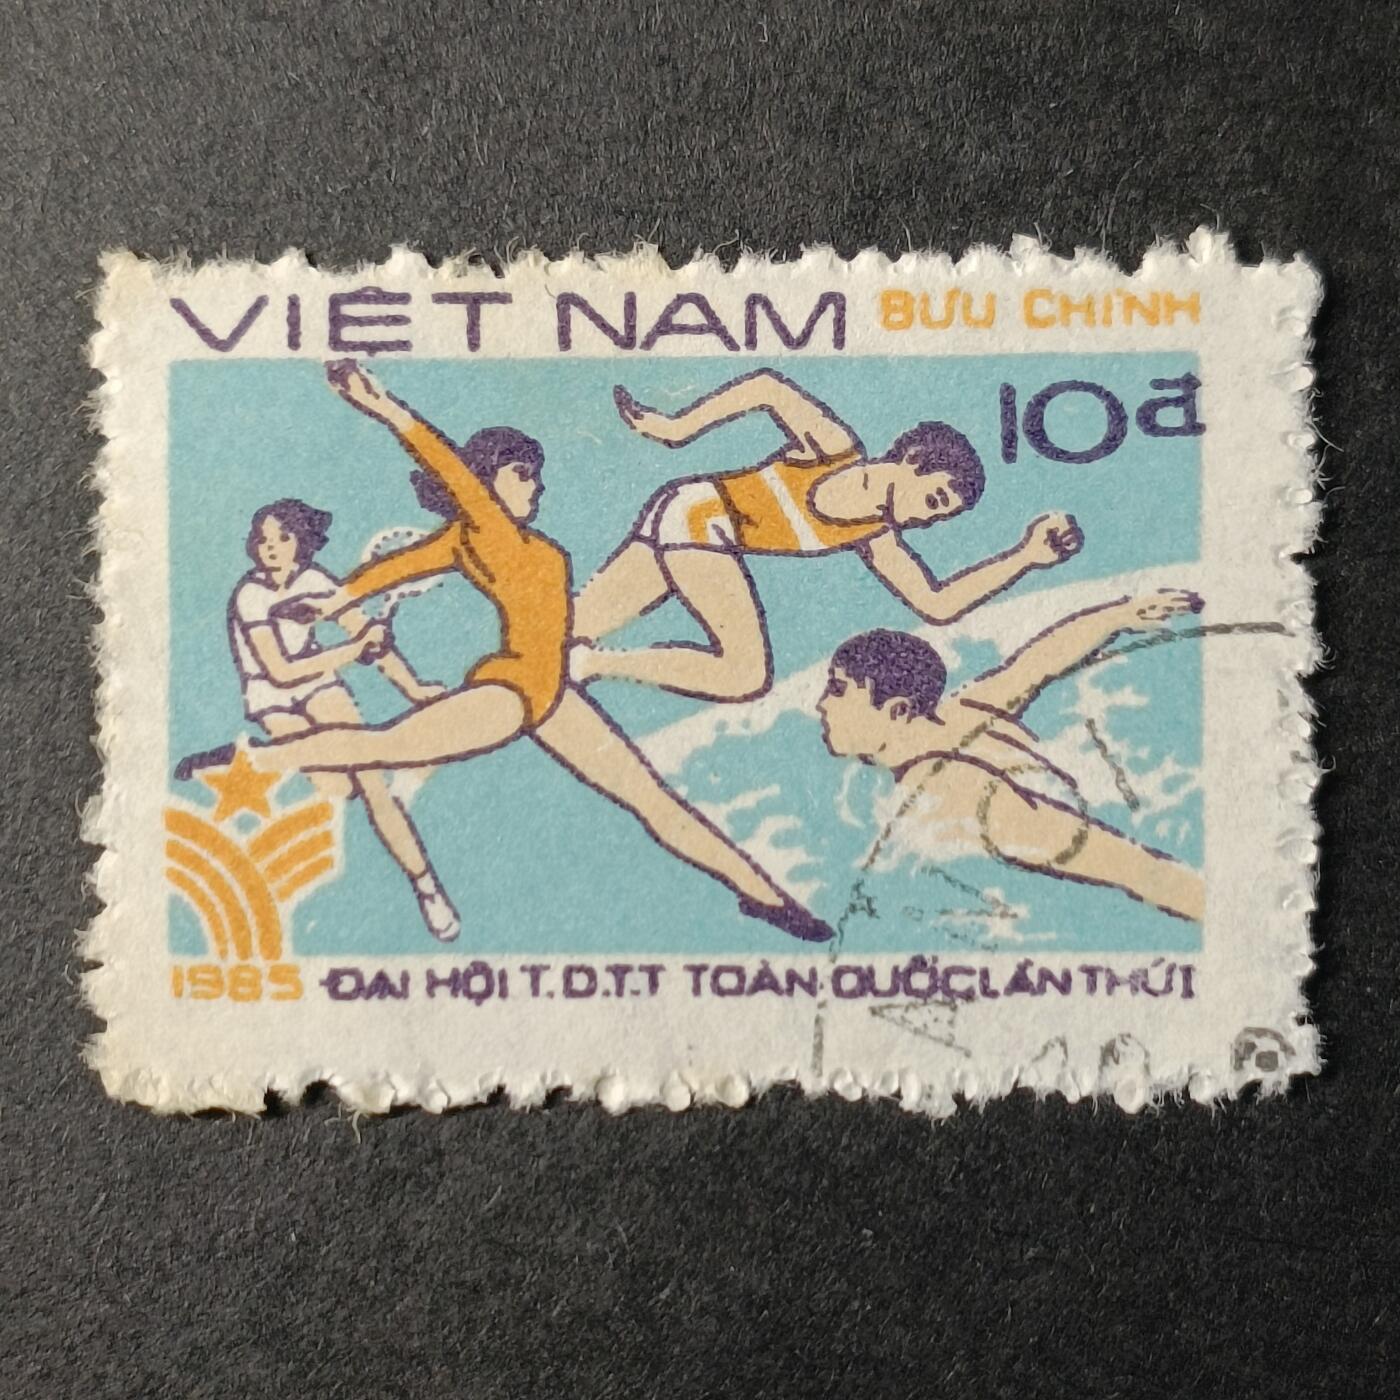 VIỆT NAM BƯU CHÍNH
10đ
1985 ĐẠI HỘI T.D.T.T TOÀN QUỐC LẦN THỨ I